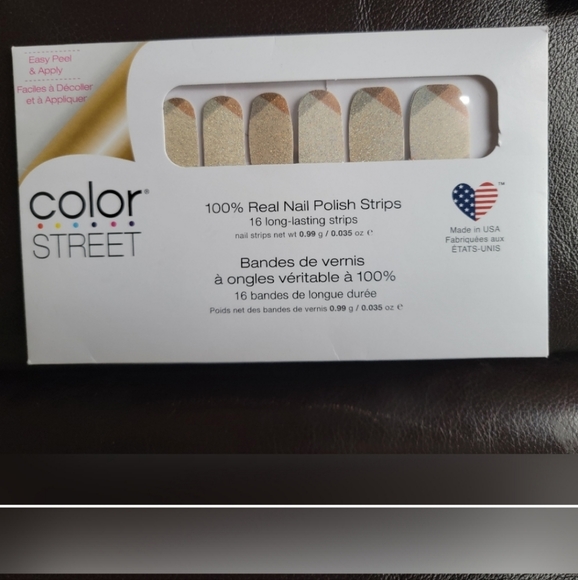 Easy Peel
& Apply
Faciles à Décoller
et à Appliquer
color®
STREET
100% Real Nail Polish Strips
16 long-lasting strips
nail strips net wt 0.99 g / 0.035 oz ℮
Bandes de vernis
à ongles véritable à 100%
16 bandes de longue durée
Poids net des bandes de vernis 0.99 g / 0.035 oz ℮
™
Made in USA
Fabriquées aux
ÉTATS-UNIS